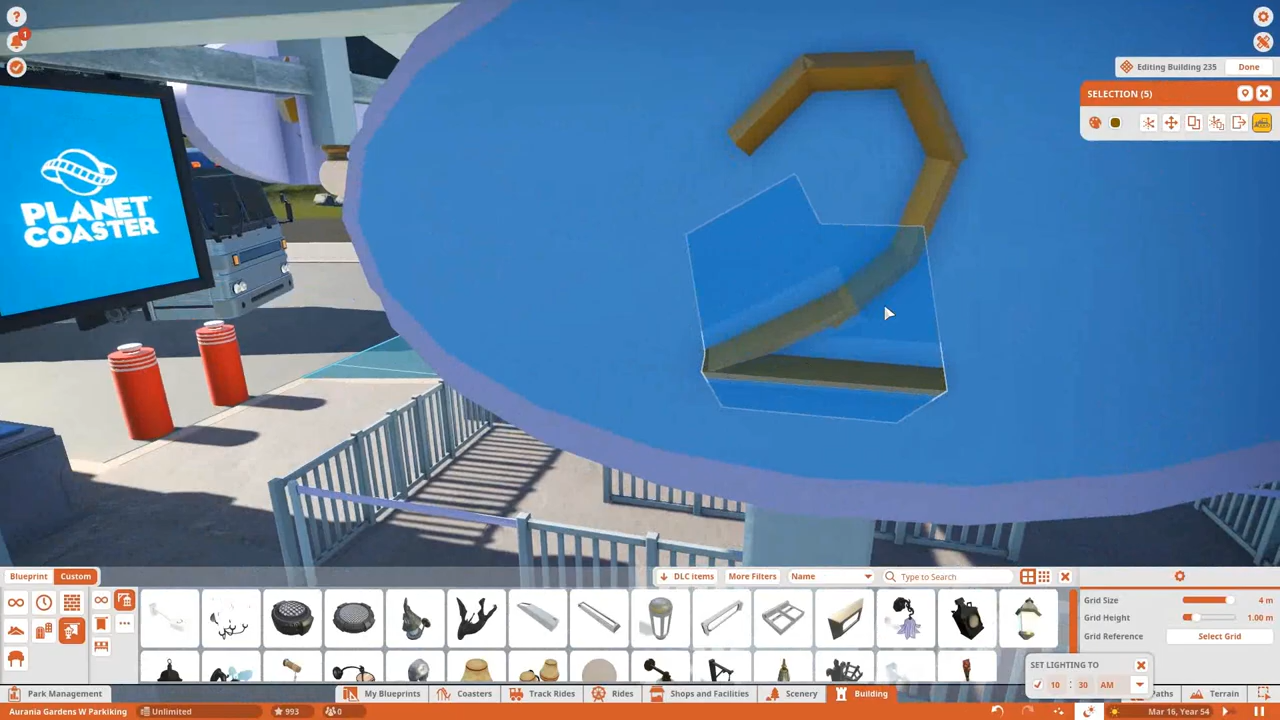 ?
1
Editing Building 235 Done
SELECTION (5)
PLANET
COASTER
2
Blueprint Custom
DLC items More Filters Name Type to Search
Grid Size 4 m
Grid Height 1.00 m
Grid Reference Select Grid
SET LIGHTING TO
10 : 30 AM
Park Management My Blueprints Coasters Track Rides Rides Shops and Facilities Scenery Building Paths Terrain
Aurania Gardens W Parkiking Unlimited 993 0 Mar 16, Year 54